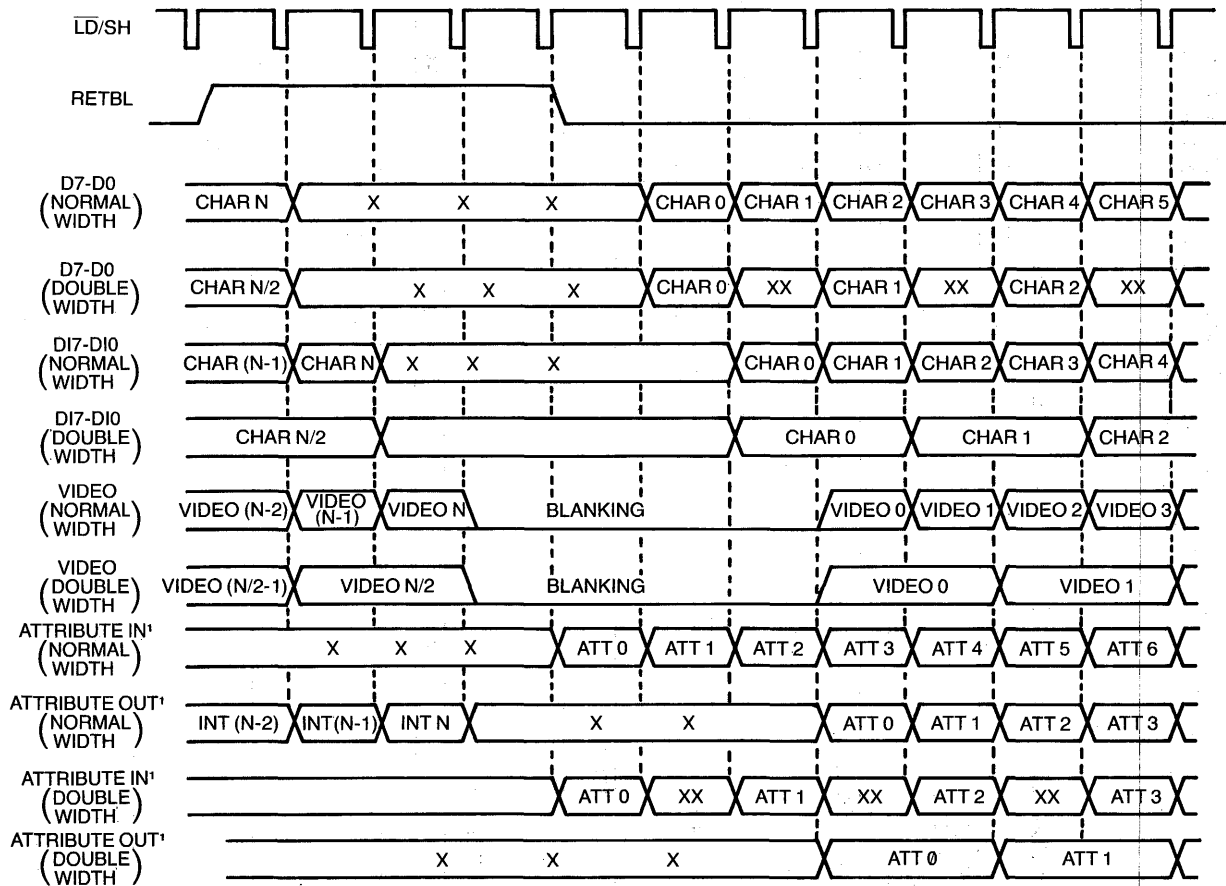 LD/SH
RETBL
D7-D0
(NORMAL)
WIDTH
CHAR N X X X CHAR 0 CHAR 1 CHAR 2 CHAR 3 CHAR 4 CHAR 5
D7-D0
(DOUBLE)
WIDTH
CHAR N/2 X X X CHAR 0 XX CHAR 1 XX CHAR 2 XX
DI7-DI0
(NORMAL)
WIDTH
CHAR (N-1) CHAR N X X X CHAR 0 CHAR 1 CHAR 2 CHAR 3 CHAR 4
DI7-DI0
(DOUBLE)
WIDTH
CHAR N/2 CHAR 0 CHAR 1 CHAR 2
VIDEO
(NORMAL)
WIDTH
VIDEO (N-2) VIDEO (N-1) VIDEO N BLANKING VIDEO 0 VIDEO 1 VIDEO 2 VIDEO 3
VIDEO
(DOUBLE)
WIDTH
VIDEO (N/2-1) VIDEO N/2 BLANKING VIDEO 0 VIDEO 1
ATTRIBUTE IN¹
(NORMAL)
WIDTH
X X X ATT 0 ATT 1 ATT 2 ATT 3 ATT 4 ATT 5 ATT 6
ATTRIBUTE OUT¹
(NORMAL)
WIDTH
INT (N-2) INT(N-1) INT N X X ATT 0 ATT 1 ATT 2 ATT 3
ATTRIBUTE IN¹
(DOUBLE)
WIDTH
ATT 0 XX ATT 1 XX ATT 2 XX ATT 3
ATTRIBUTE OUT¹
(DOUBLE)
WIDTH
X X X ATT 0 ATT 1